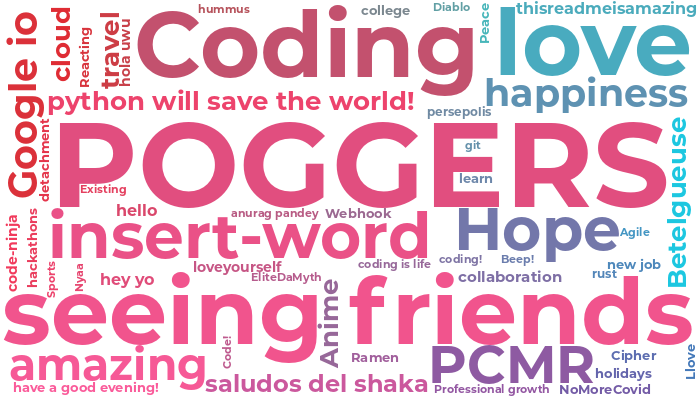 Google io
cloud
Reacting
travel
hola uwu
Coding
hummus
college
Diablo
Peace
love
thisreadmeisamazing
happiness
python will save the world!
persepolis
detachment
POGGERS
Existing
git
learn
Betelgueuse
hello
anurag pandey
Webhook
insert-word
Hope
Agile
code-ninja
hackathons
Sports
Nyaa
hey yo
loveyourself
EliteDaMyth
coding is life
coding!
Beep!
collaboration
rust
new job
seeing friends
Anime
Code!
amazing
Ramen
PCMR
Cipher
holidays
Llove
have a good evening!
saludos del shaka
Professional growth
NoMoreCovid